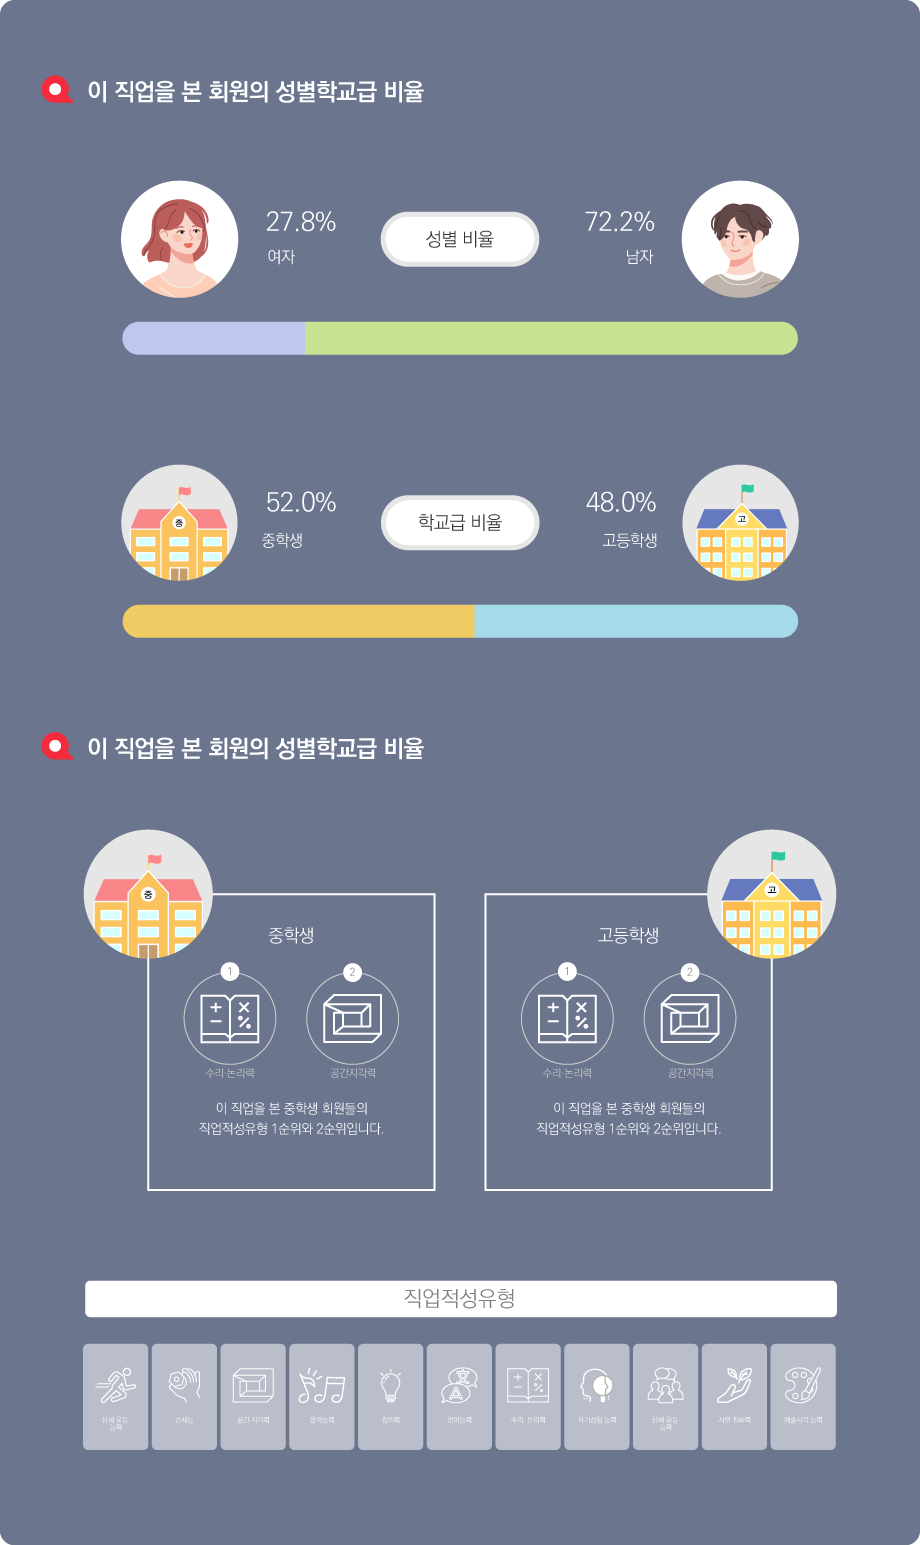 이 직업을 본 회원의 성별학교급 비율
27.8%
여자
성별 비율
72.2%
남자
52.0%
중학생
중
학교급 비율
48.0%
고등학생
고
이 직업을 본 회원의 성별학교급 비율
중
중학생
1
2
수리·논리력
공간지각력
이 직업을 본 중학생 회원들의
직업적성유형 1순위와 2순위입니다.
고
고등학생
1
2
수리·논리력
공간지각력
이 직업을 본 중학생 회원들의
직업적성유형 1순위와 2순위입니다.
직업적성유형
신체·운동
능력
손재능
공간·지각력
음악능력
창의력
언어능력
수리·논리력
자기성찰 능력
신체·운동
능력
자연 친화력
예술시각 능력